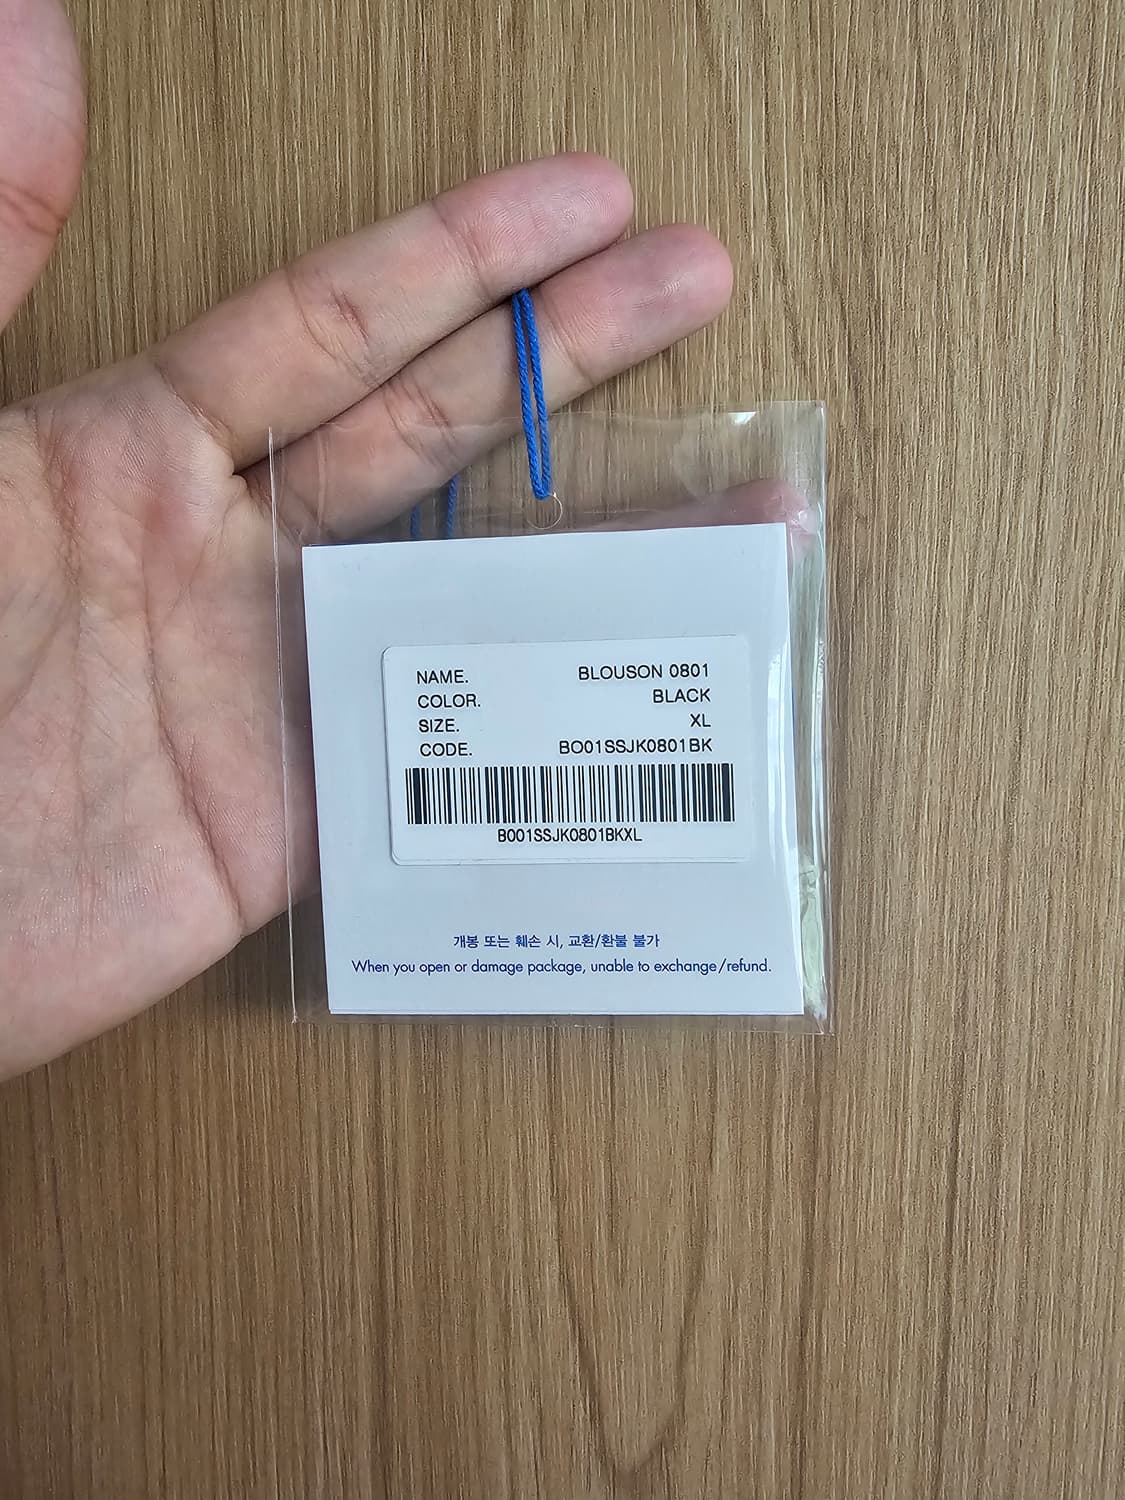 NAME. BLOUSON 0801
COLOR. BLACK
SIZE. XL
CODE. BO01SSJK0801BK
BO01SSJK0801BKXL
개봉 또는 훼손 시, 교환/환불 불가
When you open or damage package, unable to exchange/refund.